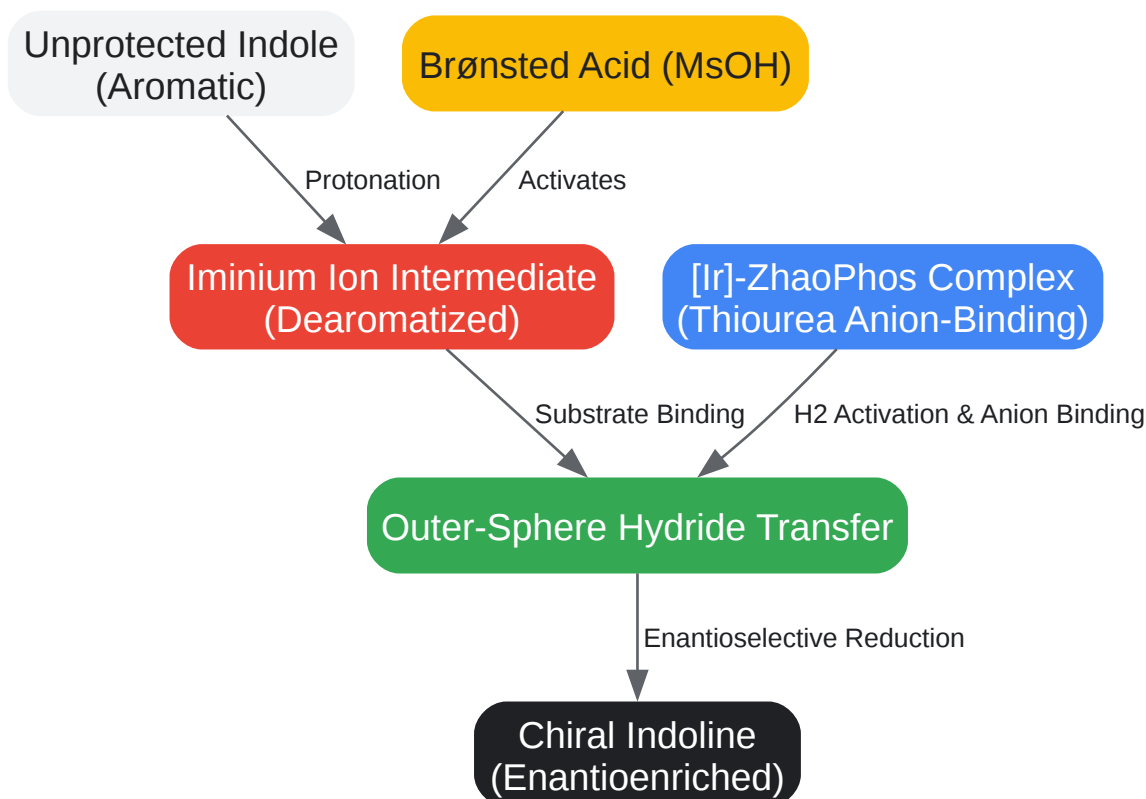 Unprotected Indole
(Aromatic)
Brønsted Acid (MsOH)
Protonation
Activates
Iminium Ion Intermediate
(Dearomatized)
[Ir]-ZhaoPhos Complex
(Thiourea Anion-Binding)
Substrate Binding
H2 Activation & Anion Binding
Outer-Sphere Hydride Transfer
Enantioselective Reduction
Chiral Indoline
(Enantioenriched)